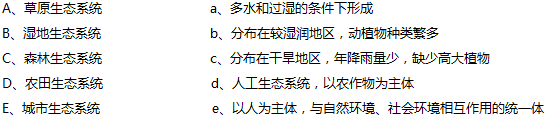 A、草原生态系统 a、多水和过湿的条件下形成
B、湿地生态系统 b、分布在较湿润地区，动植物种类繁多
C、森林生态系统 c、分布在干旱地区，年降雨量少，缺少高大植物
D、农田生态系统 d、人工生态系统，以农作物为主体
E、城市生态系统 e、以人为主体，与自然环境、社会环境相互作用的统一体